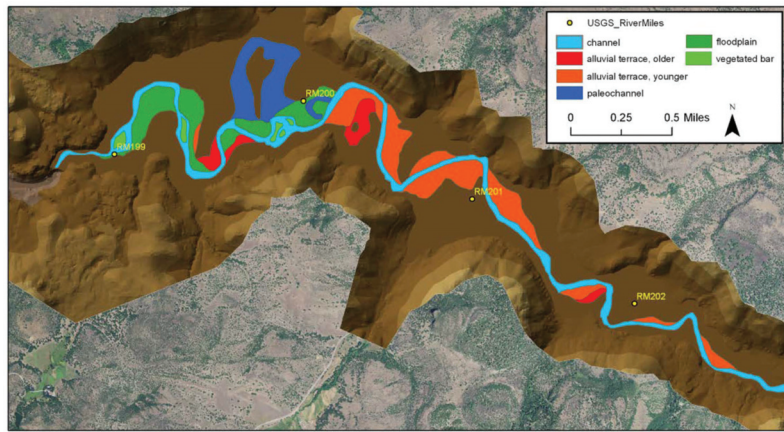 USGS_RiverMiles
channel
alluvial terrace, older
alluvial terrace, younger
paleochannel
floodplain
vegetated bar
0 0.25 0.5 Miles
N
RM199
RM200
RM201
RM202